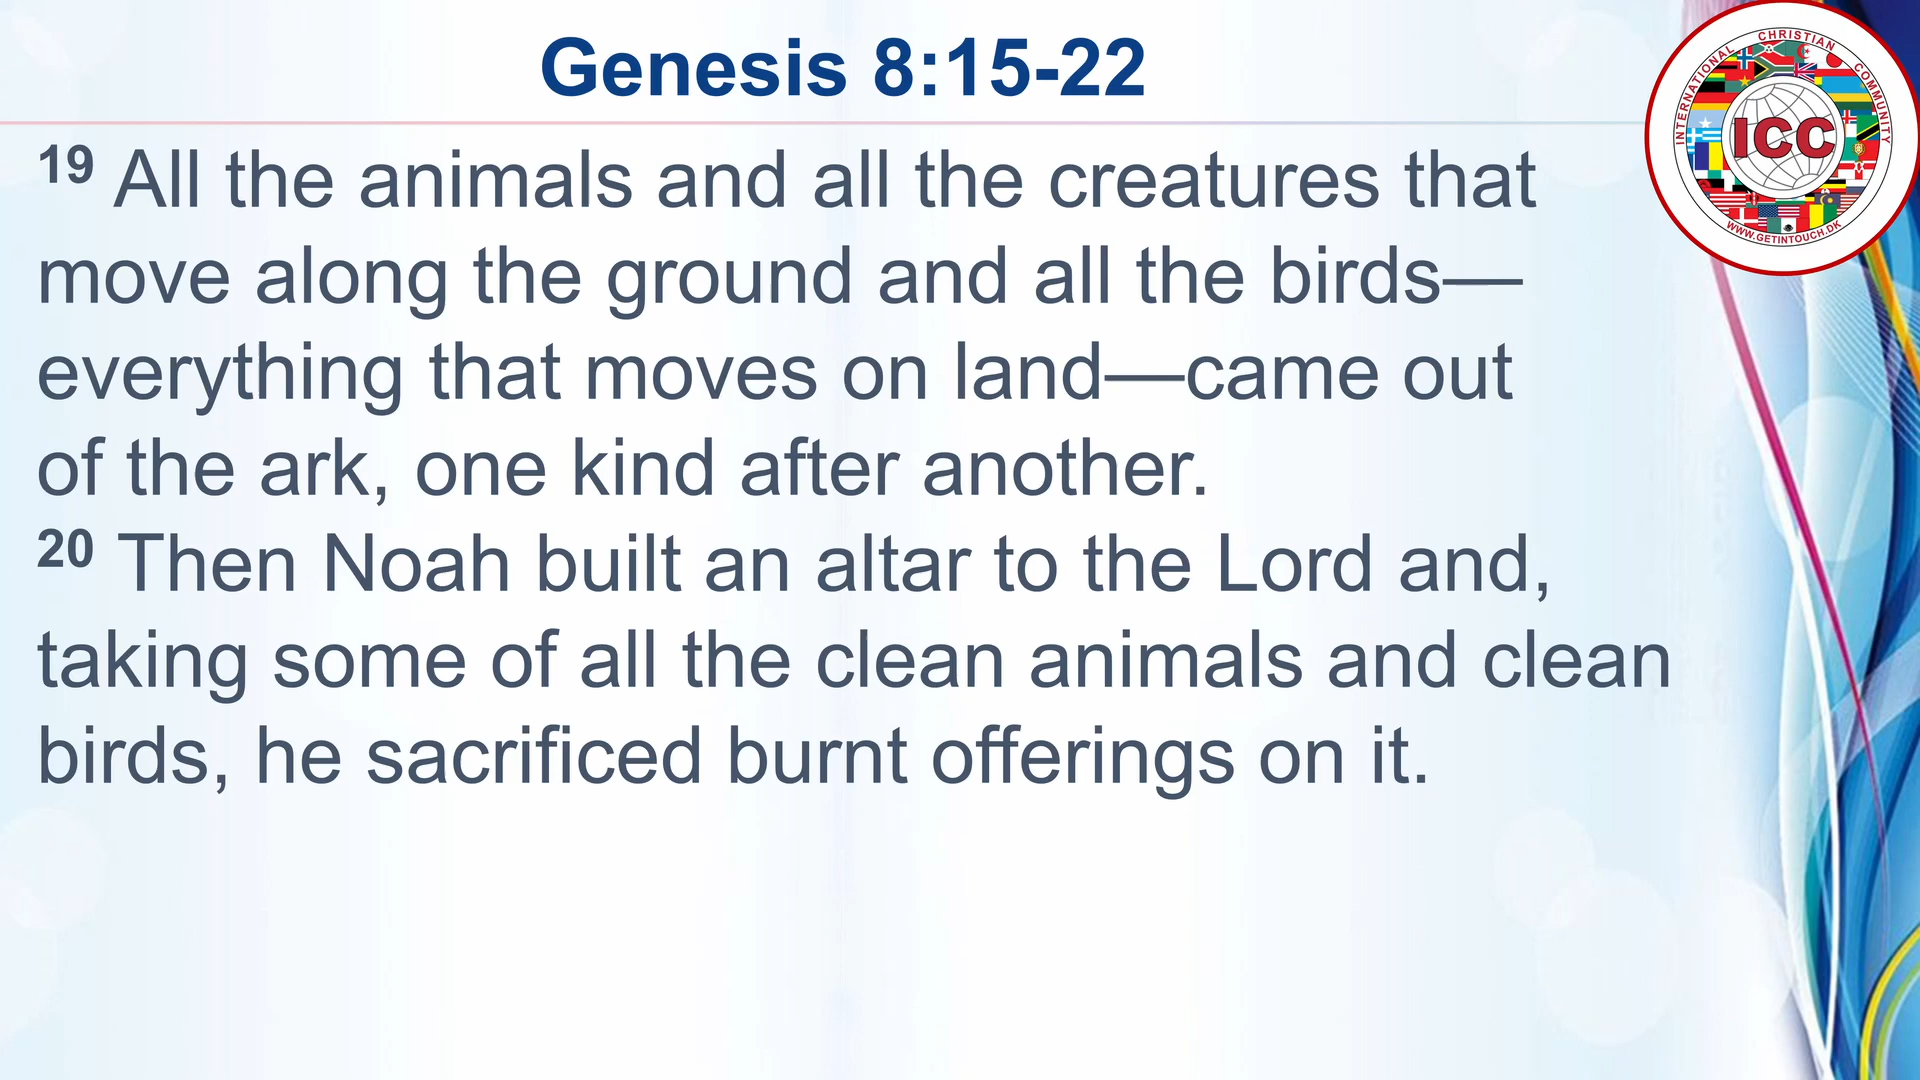 Genesis 8:15-22
INTERNATIONAL CHRISTIAN COMMUNITY
ICC
WWW.GETINTOUCH.DK
19 All the animals and all the creatures that
move along the ground and all the birds—
everything that moves on land—came out
of the ark, one kind after another.
20 Then Noah built an altar to the Lord and,
taking some of all the clean animals and clean
birds, he sacrificed burnt offerings on it.